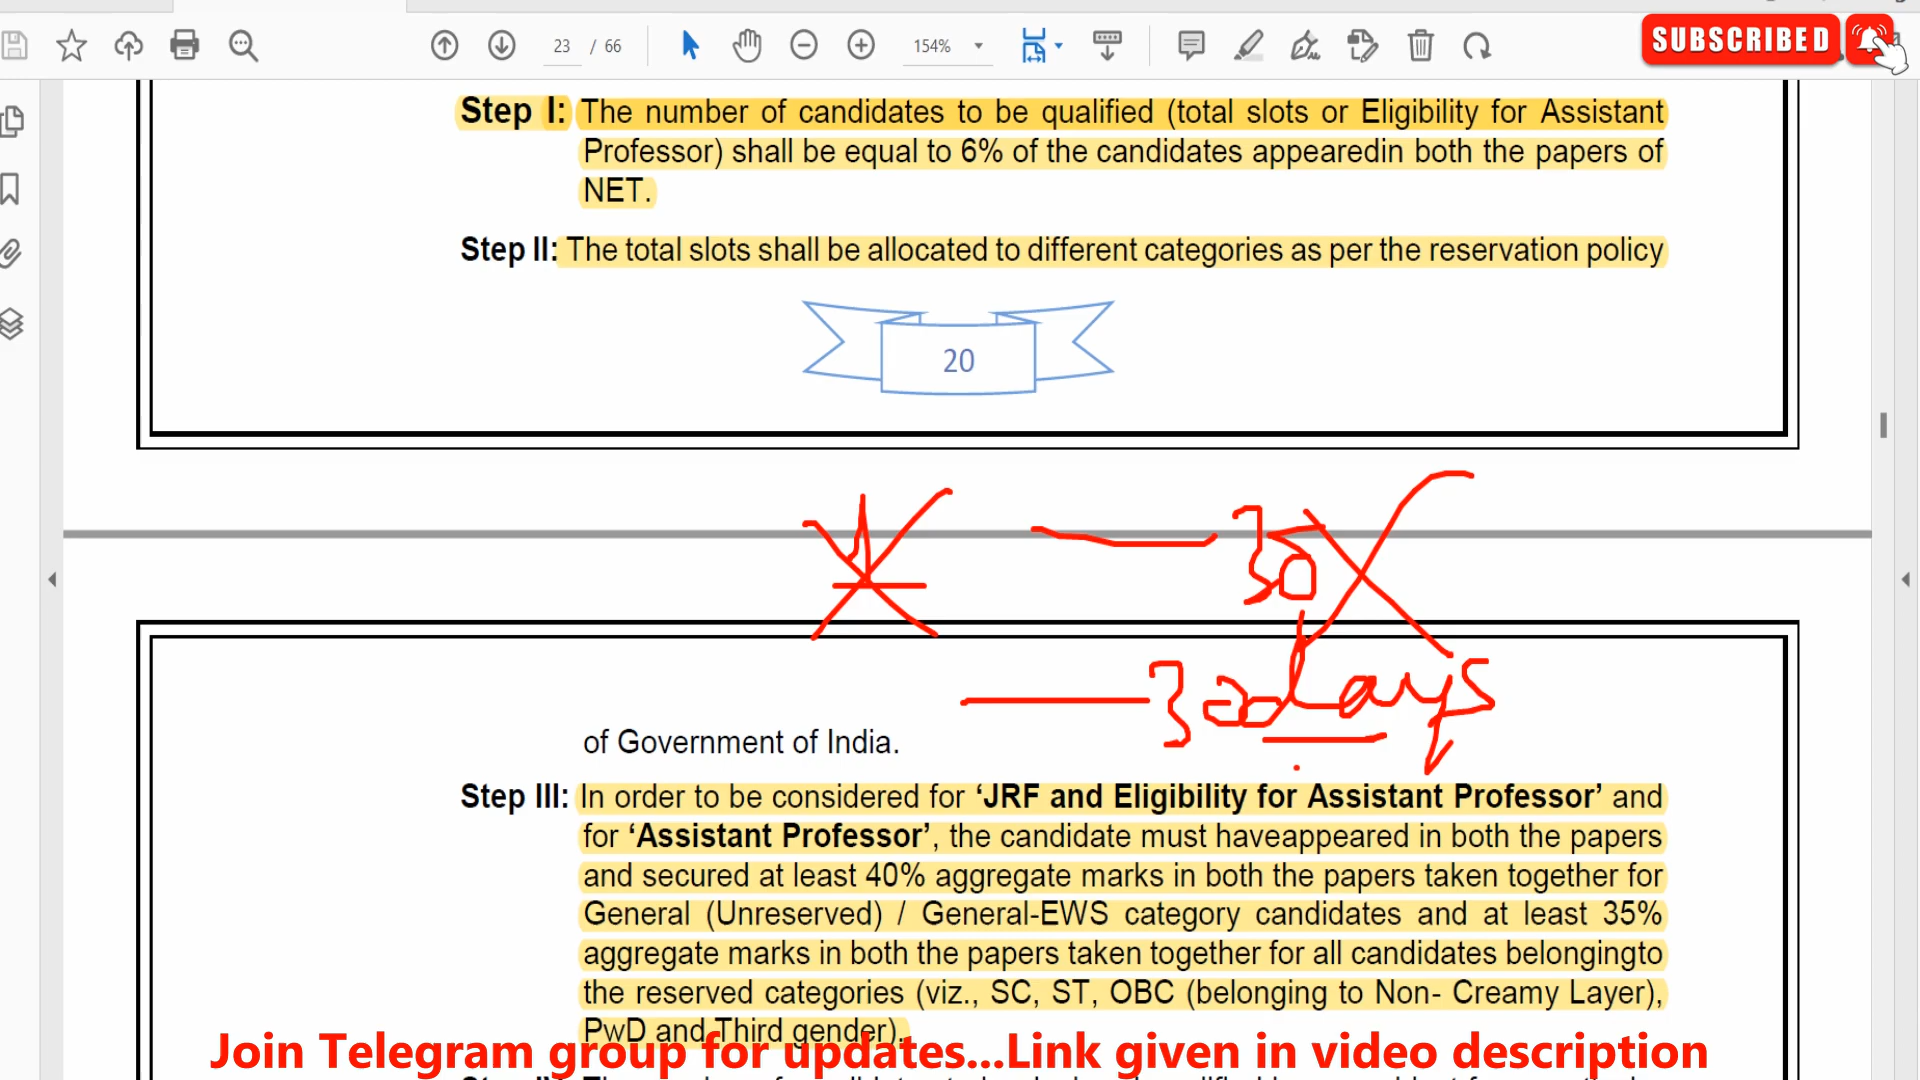 23 / 66
154%
SUBSCRIBED
Step I: The number of candidates to be qualified (total slots or Eligibility for Assistant
Professor) shall be equal to 6% of the candidates appearedin both the papers of
NET.
Step II: The total slots shall be allocated to different categories as per the reservation policy
20
30
30 days
of Government of India.
Step III: In order to be considered for ‘JRF and Eligibility for Assistant Professor’ and
for ‘Assistant Professor’, the candidate must haveappeared in both the papers
and secured at least 40% aggregate marks in both the papers taken together for
General (Unreserved) / General-EWS category candidates and at least 35%
aggregate marks in both the papers taken together for all candidates belongingto
the reserved categories (viz., SC, ST, OBC (belonging to Non- Creamy Layer),
PwD and Third gender).
Join Telegram group for updates...Link given in video description